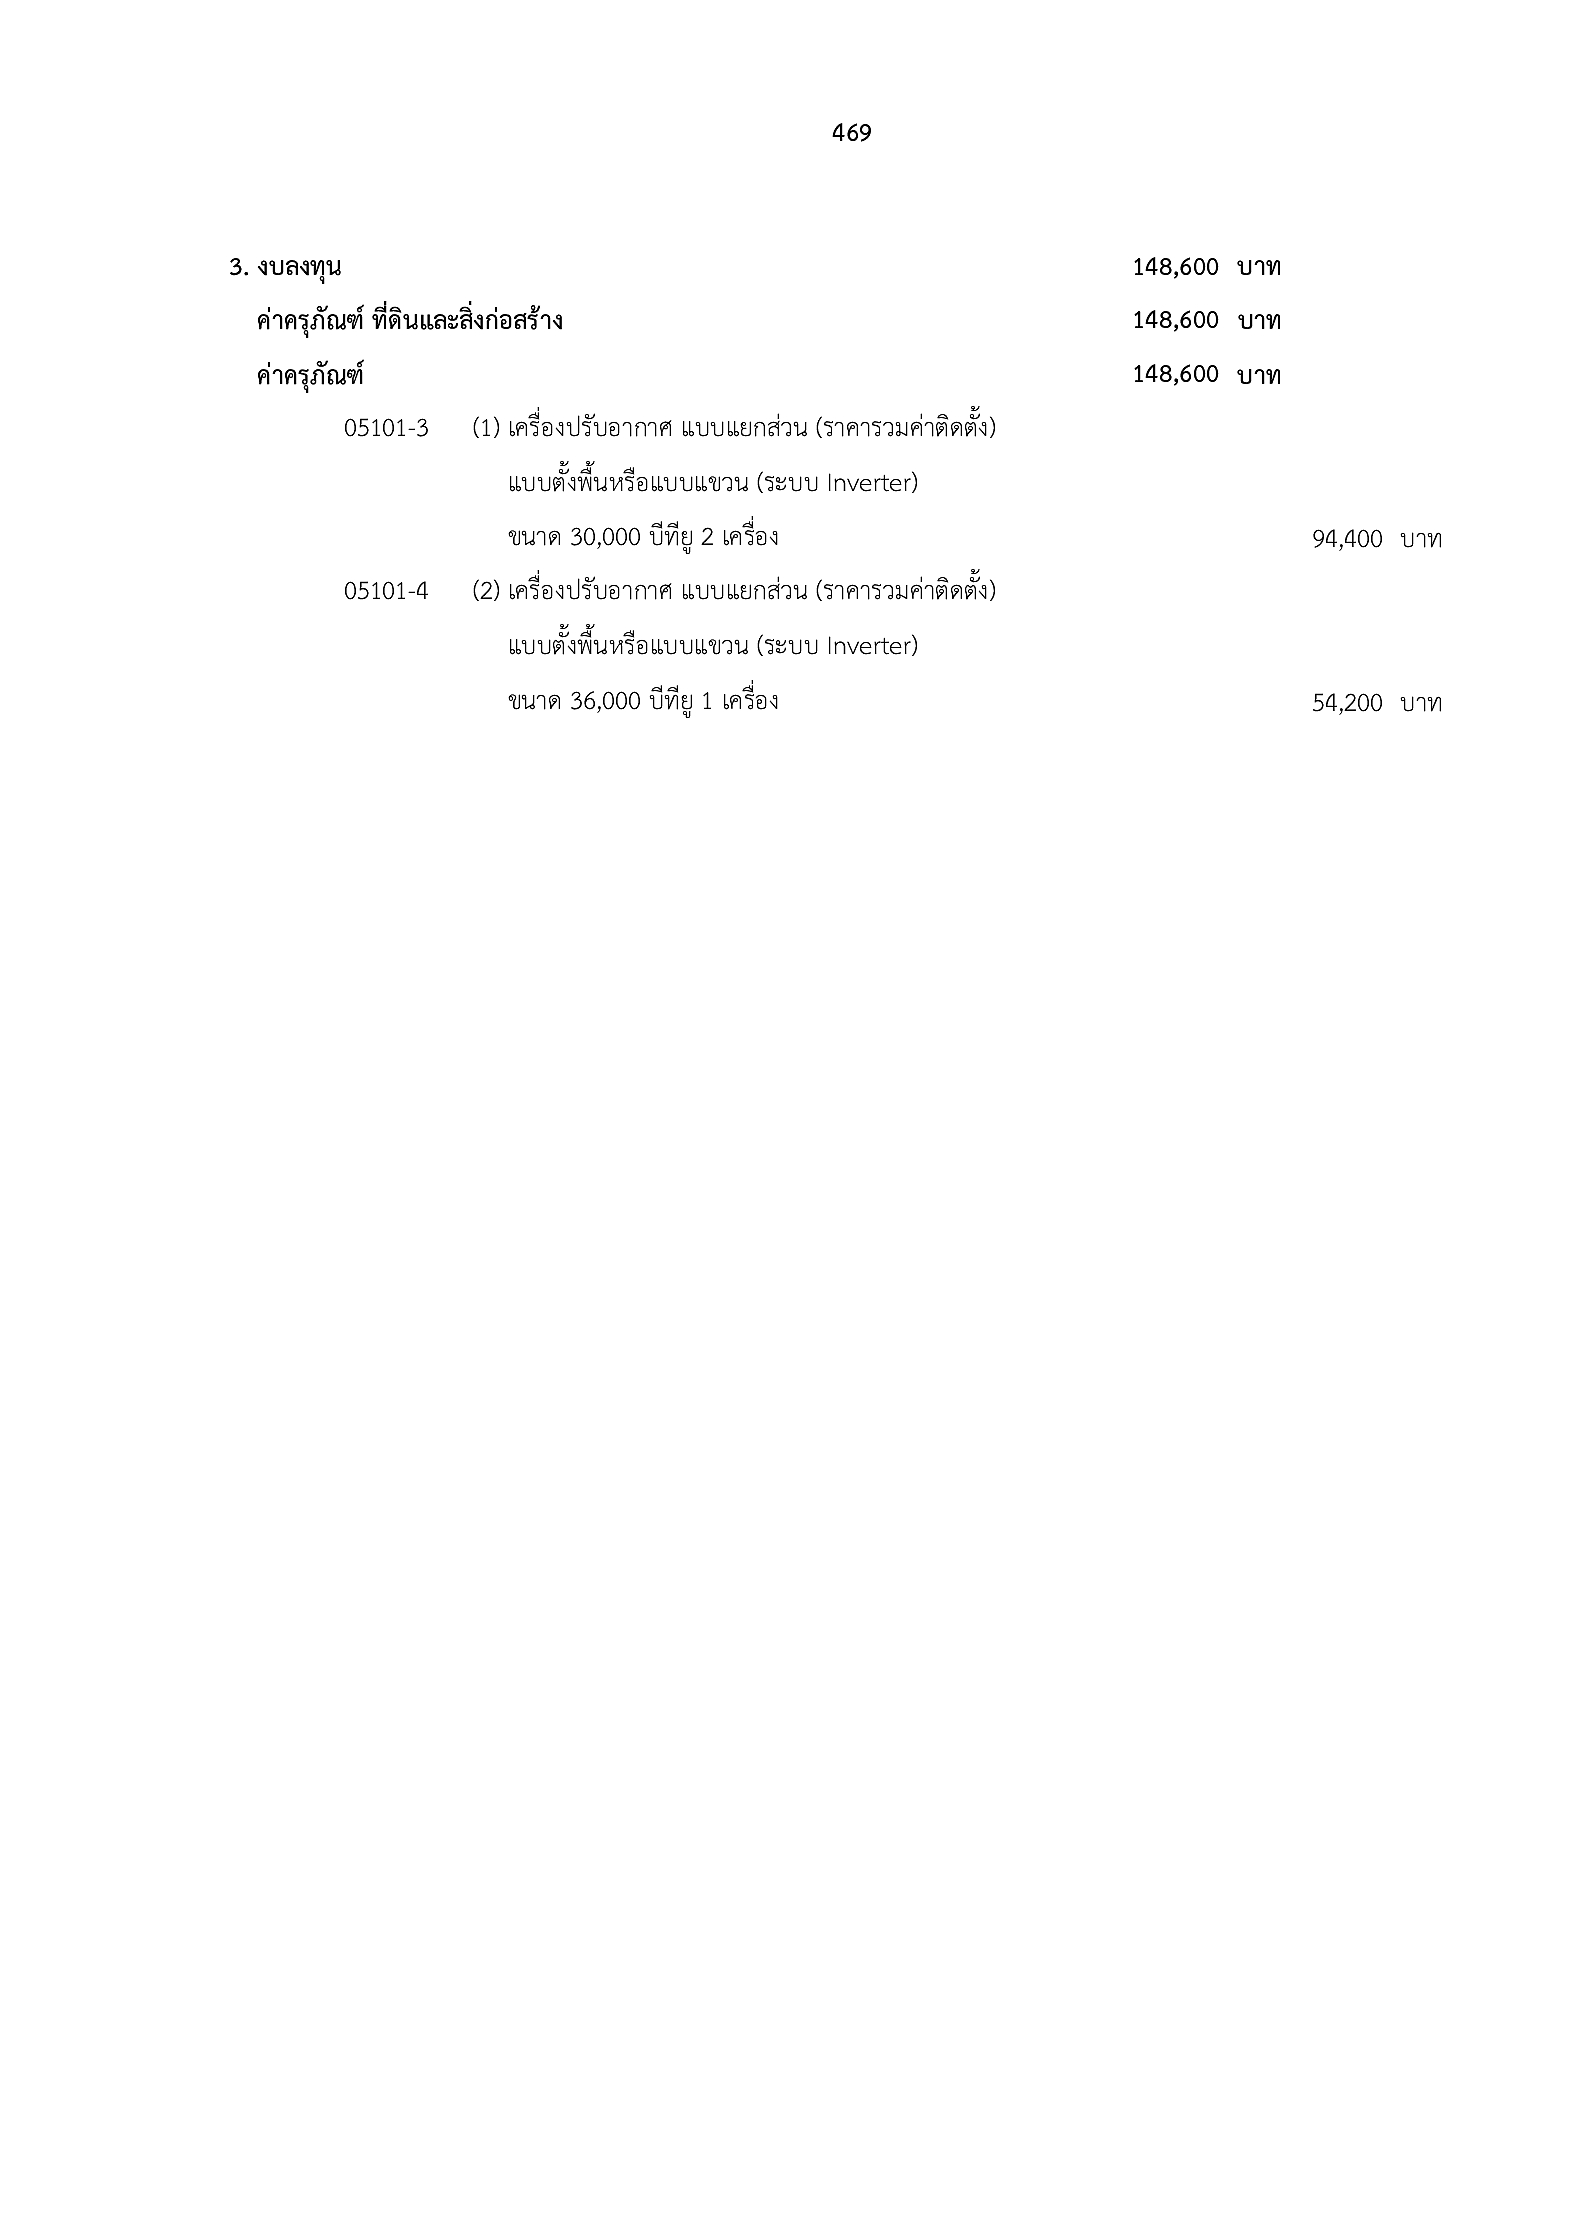 469
3. งบลงทุน 148,600 บาท
ค่าครุภัณฑ์ ที่ดินและสิ่งก่อสร้าง 148,600 บาท
ค่าครุภัณฑ์ 148,600 บาท
05101-3 (1) เครื่องปรับอากาศ แบบแยกส่วน (ราคารวมค่าติดตั้ง)
แบบตั้งพื้นหรือแบบแขวน (ระบบ Inverter)
ขนาด 30,000 บีทียู 2 เครื่อง 94,400 บาท
05101-4 (2) เครื่องปรับอากาศ แบบแยกส่วน (ราคารวมค่าติดตั้ง)
แบบตั้งพื้นหรือแบบแขวน (ระบบ Inverter)
ขนาด 36,000 บีทียู 1 เครื่อง 54,200 บาท